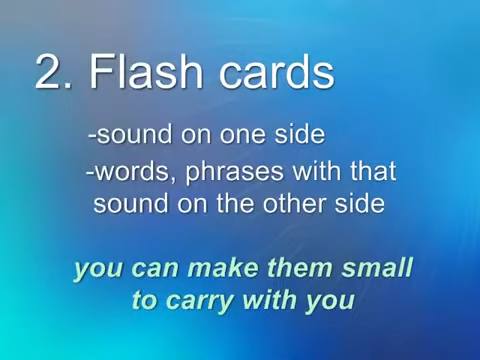 2. Flash cards
-sound on one side
-words, phrases with that
sound on the other side
you can make them small
to carry with you